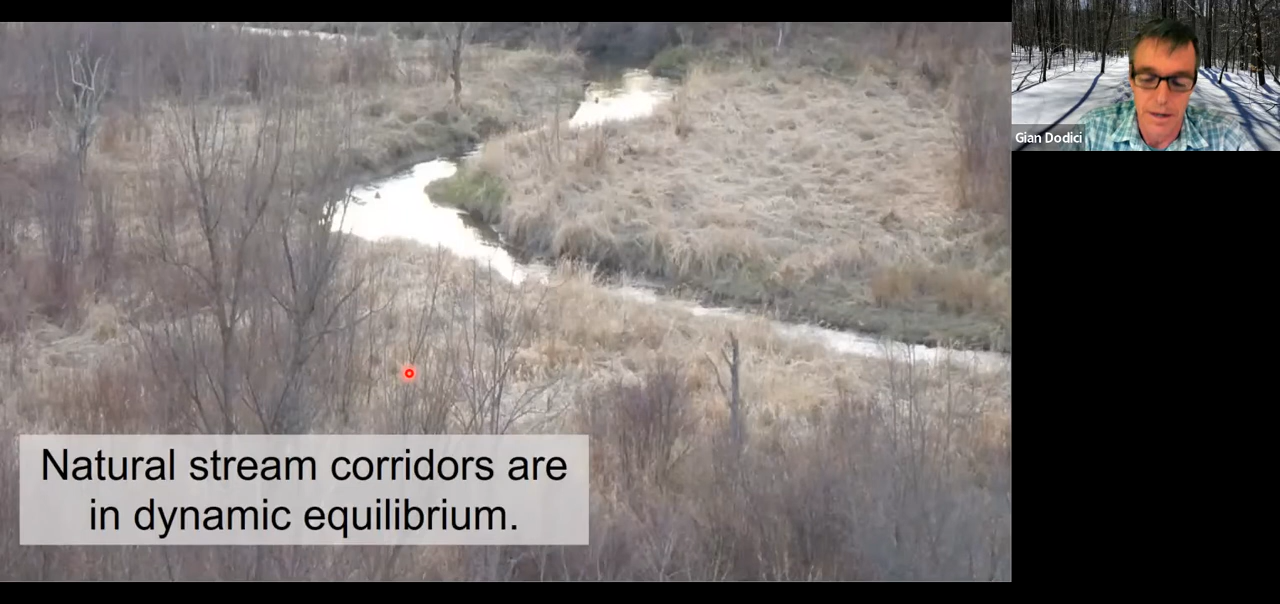 Gian Dodici
Natural stream corridors are
in dynamic equilibrium.